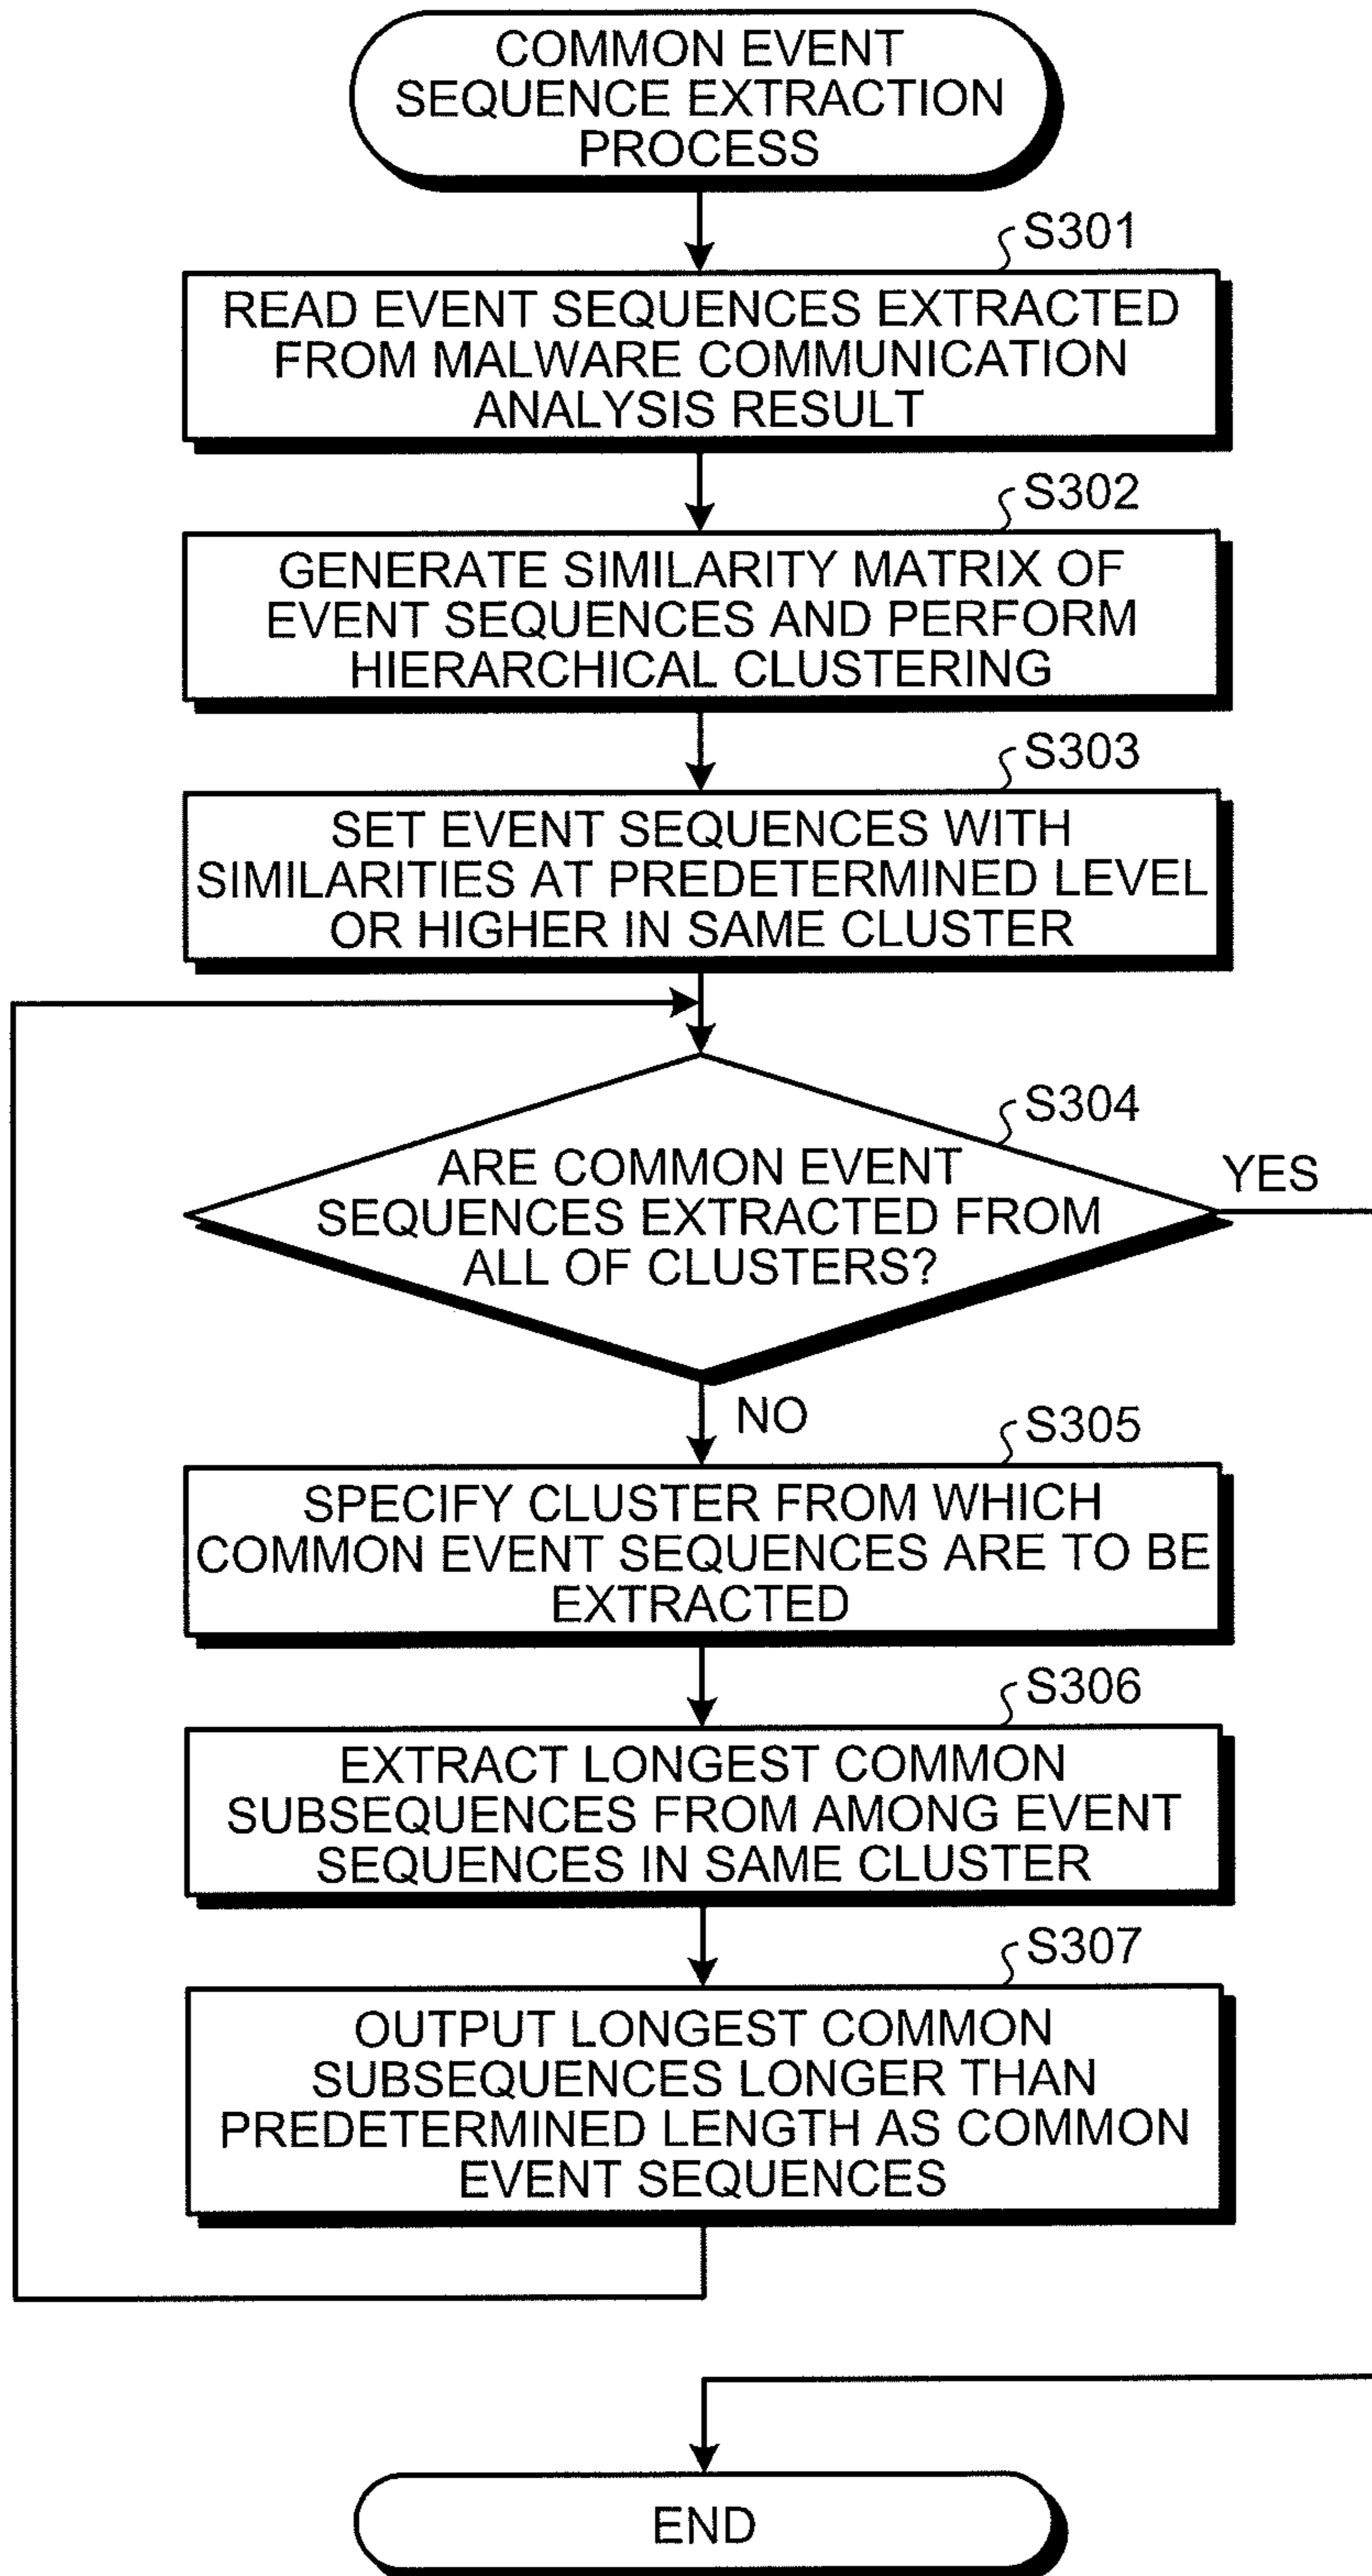 COMMON EVENT
SEQUENCE EXTRACTION
PROCESS
S301
READ EVENT SEQUENCES EXTRACTED
FROM MALWARE COMMUNICATION
ANALYSIS RESULT
S302
GENERATE SIMILARITY MATRIX OF
EVENT SEQUENCES AND PERFORM
HIERARCHICAL CLUSTERING
S303
SET EVENT SEQUENCES WITH
SIMILARITIES AT PREDETERMINED LEVEL
OR HIGHER IN SAME CLUSTER
S304
ARE COMMON EVENT
SEQUENCES EXTRACTED FROM
ALL OF CLUSTERS?
YES
NO
S305
SPECIFY CLUSTER FROM WHICH
COMMON EVENT SEQUENCES ARE TO BE
EXTRACTED
S306
EXTRACT LONGEST COMMON
SUBSEQUENCES FROM AMONG EVENT
SEQUENCES IN SAME CLUSTER
S307
OUTPUT LONGEST COMMON
SUBSEQUENCES LONGER THAN
PREDETERMINED LENGTH AS COMMON
EVENT SEQUENCES
END